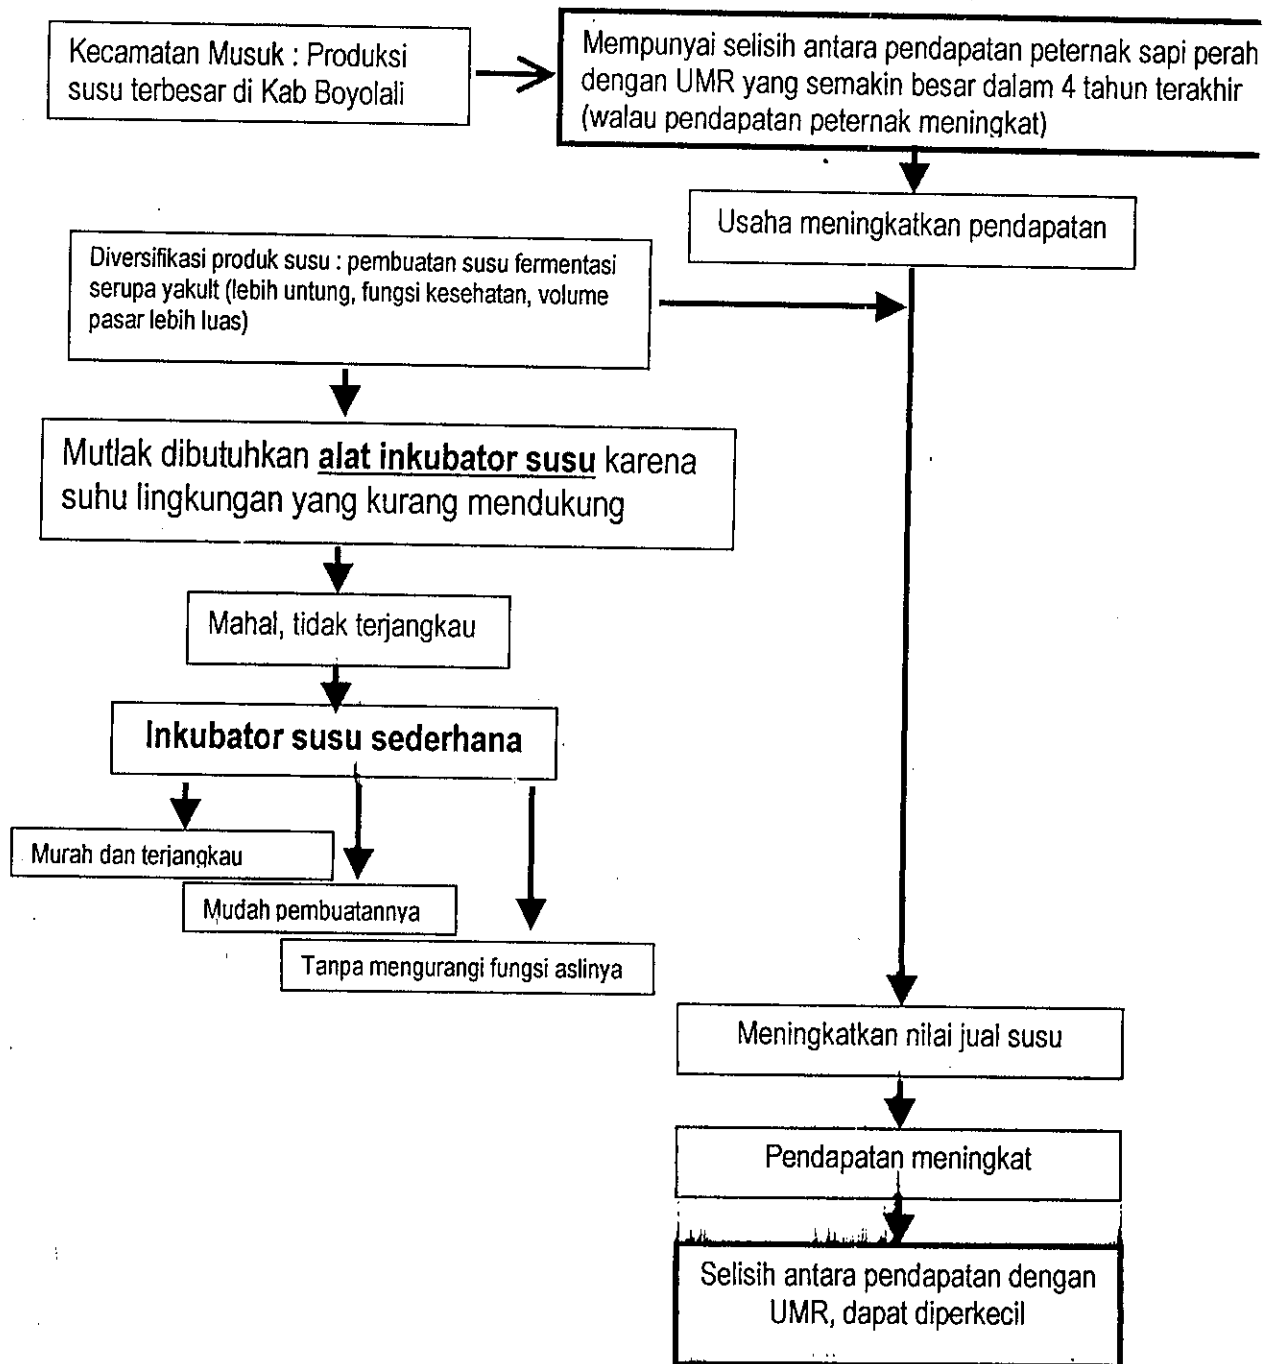 Kecamatan Musuk : Produksi
susu terbesar di Kab Boyolali
Mempunyai selisih antara pendapatan peternak sapi perah
dengan UMR yang semakin besar dalam 4 tahun terakhir
(walau pendapatan peternak meningkat)
Usaha meningkatkan pendapatan
Diversifikasi produk susu : pembuatan susu fermentasi
serupa yakult (lebih untung, fungsi kesehatan, volume
pasar lebih luas)
Mutlak dibutuhkan alat inkubator susu karena
suhu lingkungan yang kurang mendukung
Mahal, tidak terjangkau
Inkubator susu sederhana
Murah dan terjangkau
Mudah pembuatannya
Tanpa mengurangi fungsi aslinya
Meningkatkan nilai jual susu
Pendapatan meningkat
Selisih antara pendapatan dengan
UMR, dapat diperkecil